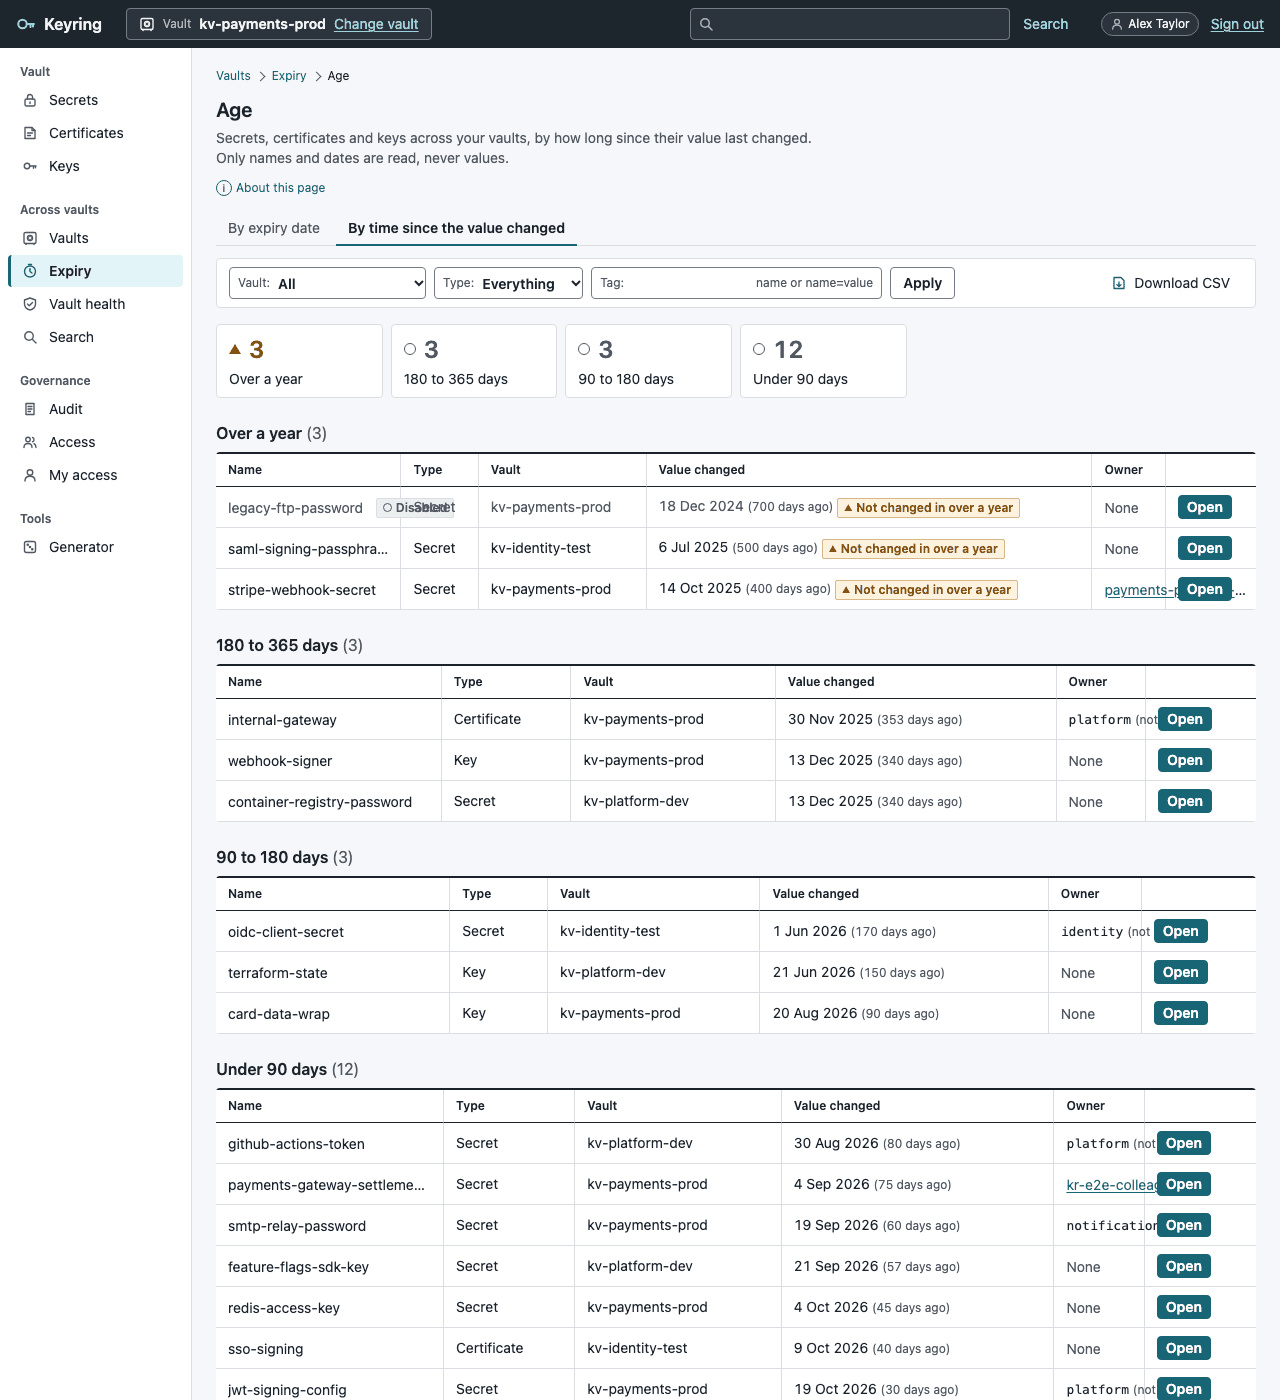 Keyring
Vault kv-payments-prod Change vault
Search
Alex Taylor
Sign out
Vault
Secrets
Certificates
Keys
Across vaults
Vaults
Expiry
Vault health
Search
Governance
Audit
Access
My access
Tools
Generator
Vaults > Expiry > Age
Age
Secrets, certificates and keys across your vaults, by how long since their value last changed.
Only names and dates are read, never values.
About this page
By expiry date
By time since the value changed
Vault: All
Type: Everything
Tag: name or name=value
Apply
Download CSV
3
Over a year
3
180 to 365 days
3
90 to 180 days
12
Under 90 days
Over a year (3)
Name Type Vault Value changed Owner
legacy-ftp-password Disabled Secret kv-payments-prod 18 Dec 2024 (700 days ago) Not changed in over a year None Open
saml-signing-passphra... Secret kv-identity-test 6 Jul 2025 (500 days ago) Not changed in over a year None Open
stripe-webhook-secret Secret kv-payments-prod 14 Oct 2025 (400 days ago) Not changed in over a year payments-p Open
180 to 365 days (3)
Name Type Vault Value changed Owner
internal-gateway Certificate kv-payments-prod 30 Nov 2025 (353 days ago) platform (not Open
webhook-signer Key kv-payments-prod 13 Dec 2025 (340 days ago) None Open
container-registry-password Secret kv-platform-dev 13 Dec 2025 (340 days ago) None Open
90 to 180 days (3)
Name Type Vault Value changed Owner
oidc-client-secret Secret kv-identity-test 1 Jun 2026 (170 days ago) identity (not Open
terraform-state Key kv-platform-dev 21 Jun 2026 (150 days ago) None Open
card-data-wrap Key kv-payments-prod 20 Aug 2026 (90 days ago) None Open
Under 90 days (12)
Name Type Vault Value changed Owner
github-actions-token Secret kv-platform-dev 30 Aug 2026 (80 days ago) platform (not Open
payments-gateway-settleme... Secret kv-payments-prod 4 Sep 2026 (75 days ago) kr-e2e-colleag Open
smtp-relay-password Secret kv-payments-prod 19 Sep 2026 (60 days ago) notification Open
feature-flags-sdk-key Secret kv-platform-dev 21 Sep 2026 (57 days ago) None Open
redis-access-key Secret kv-payments-prod 4 Oct 2026 (45 days ago) None Open
sso-signing Certificate kv-identity-test 9 Oct 2026 (40 days ago) None Open
jwt-signing-config Secret kv-payments-prod 19 Oct 2026 (30 days ago) platform (not Open